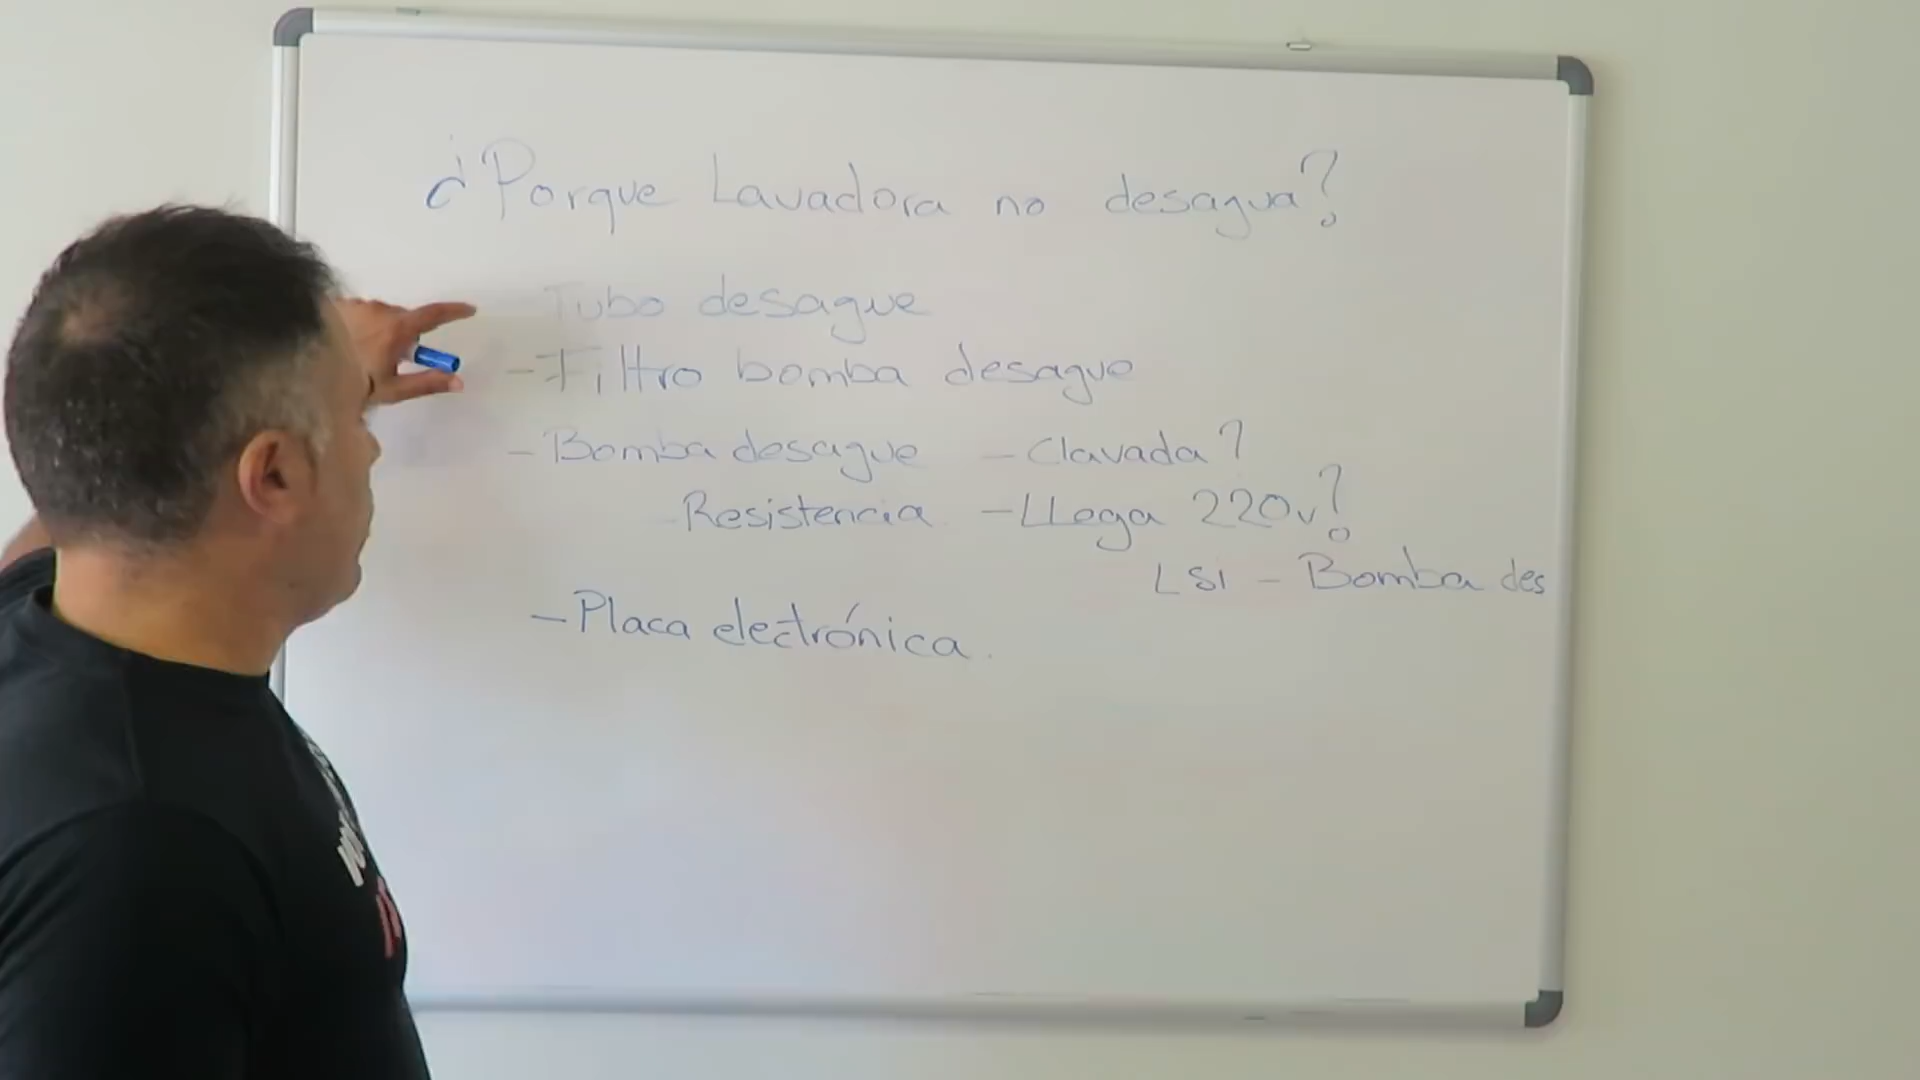 ¿Porque Lavadora no desagua?
Tubo desague
- Filtro bomba desague
- Bomba desague - Clavada?
Resistencia - LLega 220v?
LSI - Bomba des
- Placa electrónica.